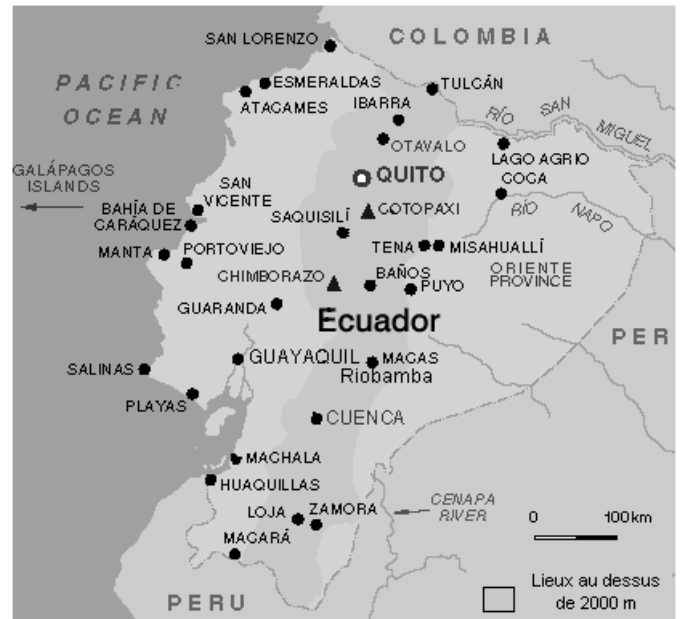 SAN LORENZO
COLOMBIA
PACIFIC
OCEAN
ESMERALDAS
TULCÁN
ATACAMES
IBARRA
RÍO SAN MIGUEL
OTAVALO
LAGO AGRIO
GALÁPAGOS
ISLANDS
QUITO
COCA
SAN
VICENTE
COTOPAXI
RÍO NAPO
BAHÍA DE
CARÁQUEZ
SAQUISILÍ
MANTA
PORTOVIEJO
TENA
MISAHUALLÍ
ORIENTE
PROVINCE
CHIMBORAZO
BAÑOS
PUYO
GUARANDA
Ecuador
PER
GUAYAQUIL
MACAS
SALINAS
Riobamba
PLAYAS
CUENCA
MACHALA
HUAQUILLAS
CENAPA
RIVER
LOJA
ZAMORA
0 100km
MACARÁ
Lieux au dessus
de 2000 m
PERU